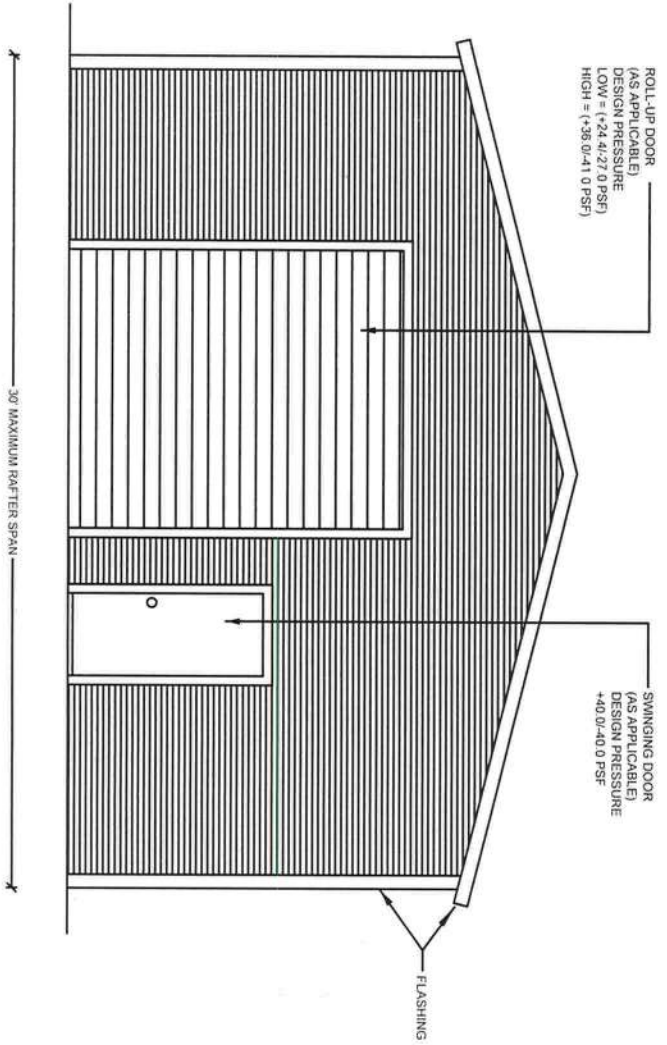 ROLL-UP DOOR
(AS APPLICABLE)
DESIGN PRESSURE
LOW = (+24.4/-27.0 PSF)
HIGH = (+36.0/-41.0 PSF)
SWINGING DOOR
(AS APPLICABLE)
DESIGN PRESSURE
+40.0/-40.0 PSF
FLASHING
30' MAXIMUM RAFTER SPAN